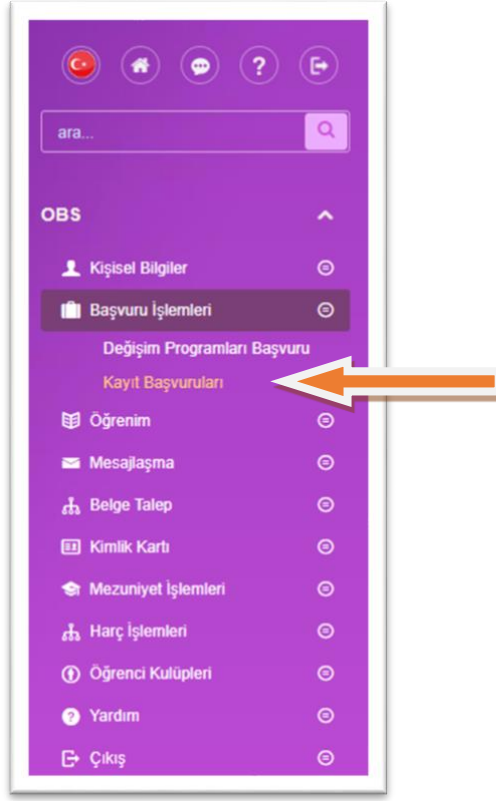 ara...
OBS
Kişisel Bilgiler
Başvuru İşlemleri
Değişim Programları Başvuru
Kayıt Başvuruları
Öğrenim
Mesajlaşma
Belge Talep
Kimlik Kartı
Mezuniyet İşlemleri
Harç İşlemleri
Öğrenci Kulüpleri
Yardım
Çıkış